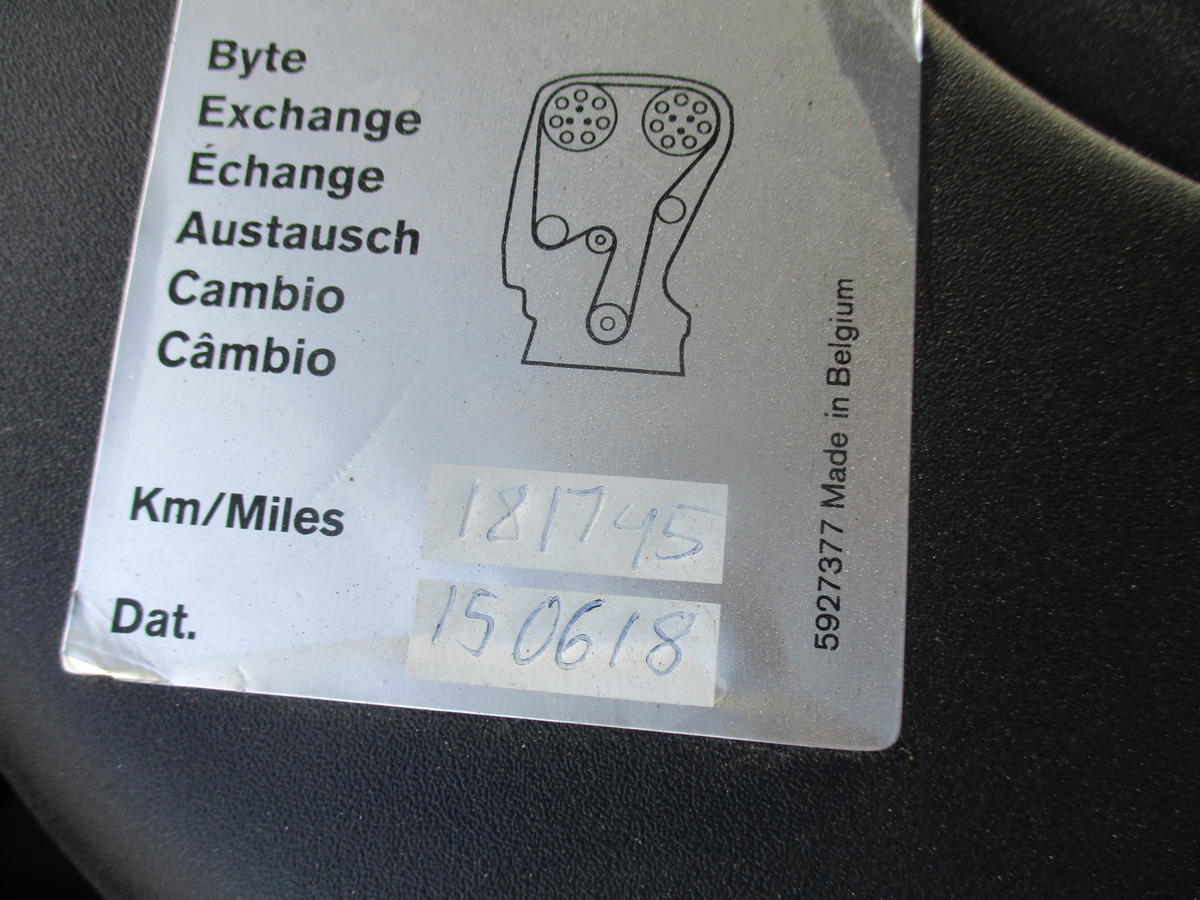 Byte
Exchange
Échange
Austausch
Cambio
Câmbio
Km/Miles 181745
Dat. 150618
5927377 Made in Belgium